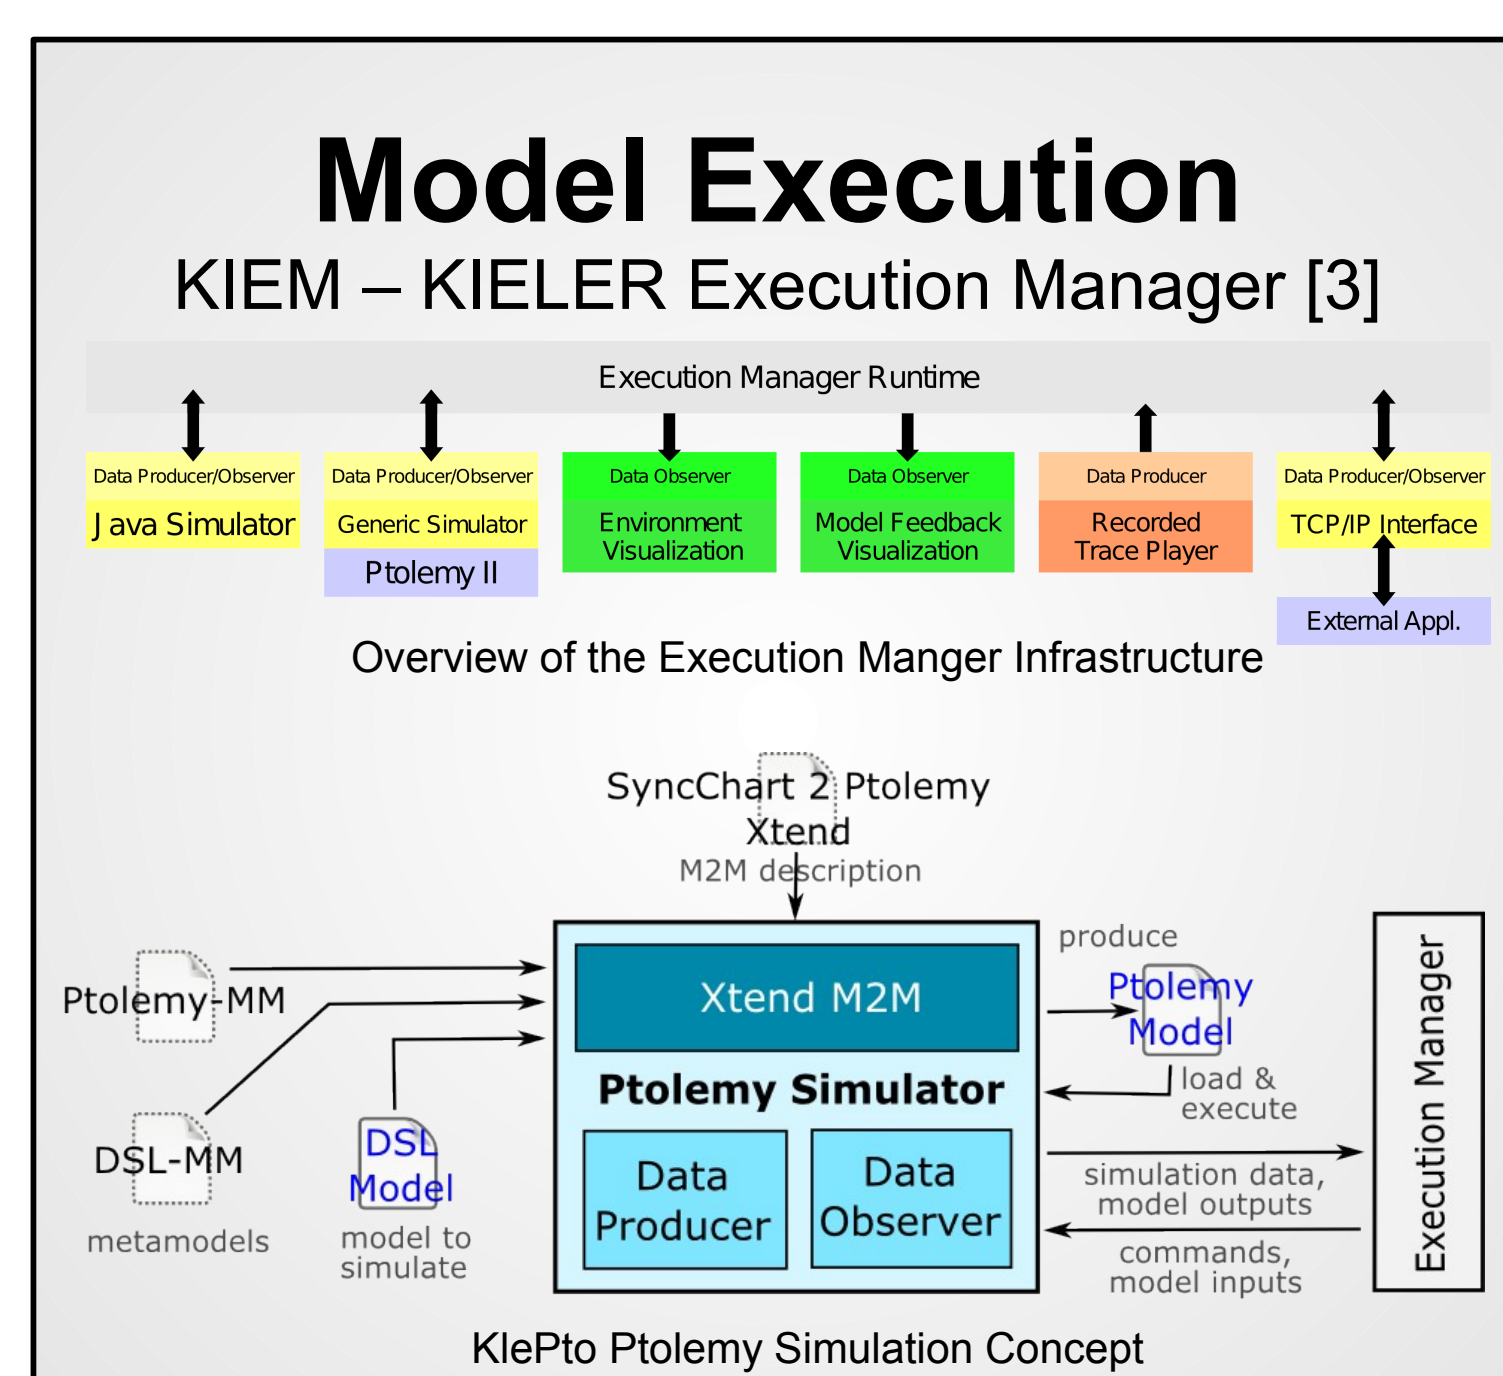 Model Execution
KIEM – KIELER Execution Manager [3]
Execution Manager Runtime
Data Producer/Observer
Java Simulator
Data Producer/Observer
Generic Simulator
Ptolemy II
Data Observer
Environment
Visualization
Data Observer
Model Feedback
Visualization
Data Producer
Recorded
Trace Player
Data Producer/Observer
TCP/IP Interface
External Appl.
Overview of the Execution Manger Infrastructure
SyncChart 2 Ptolemy
Xtend
M2M description
Ptolemy-MM
DSL-MM
metamodels
DSL
Model
model to
simulate
Xtend M2M
Ptolemy Simulator
Data
Producer
Data
Observer
produce
Ptolemy
Model
load &
execute
simulation data,
model outputs
commands,
model inputs
Execution Manager
KlePto Ptolemy Simulation Concept